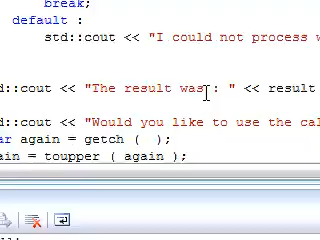 break;
default :
std::cout << "I could not process
d::cout << "The result was : " << result
d::cout << "Would you like to use the cal
ar again = getch ( );
ain = toupper ( again );